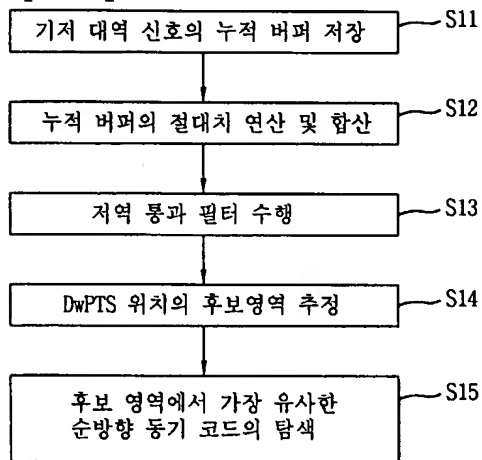 기저 대역 신호의 누적 버퍼 저장
S11
누적 버퍼의 절대치 연산 및 합산
S12
저역 통과 필터 수행
S13
DwPTS 위치의 후보영역 추정
S14
후보 영역에서 가장 유사한
순방향 동기 코드의 탐색
S15